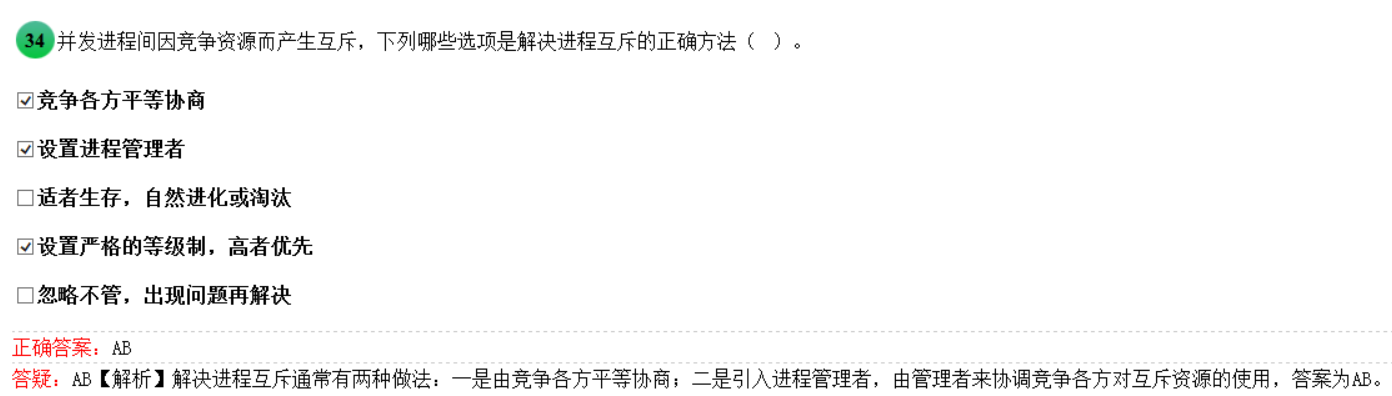 34 并发进程间因竞争资源而产生互斥，下列哪些选项是解决进程互斥的正确方法（ ）。
竞争各方平等协商
设置进程管理者
适者生存，自然进化或淘汰
设置严格的等级制，高者优先
忽略不管，出现问题再解决
正确答案：AB
答疑：AB【解析】解决进程互斥通常有两种做法：一是由竞争各方平等协商；二是引入进程管理者，由管理者来协调竞争各方对互斥资源的使用，答案为AB。